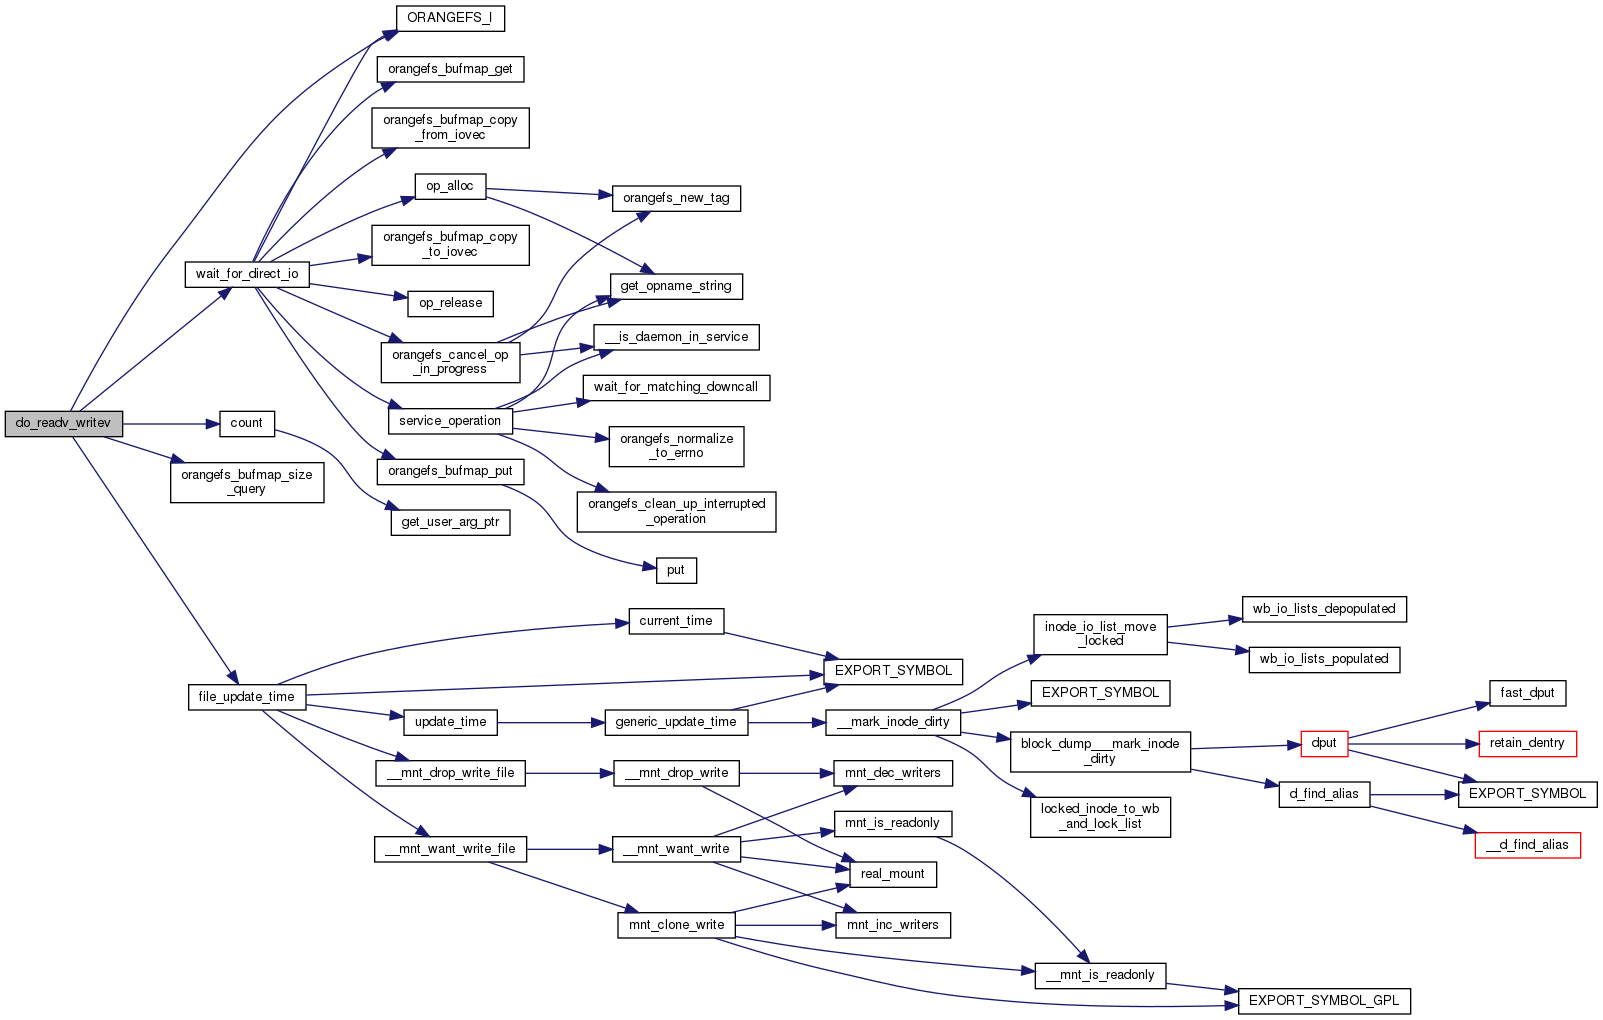 ORANGEFS_I
orangefs_bufmap_get
orangefs_bufmap_copy
_from_iovec
op_alloc
orangefs_new_tag
orangefs_bufmap_copy
_to_iovec
wait_for_direct_io
get_opname_string
op_release
__is_daemon_in_service
orangefs_cancel_op
_in_progress
wait_for_matching_downcall
do_readv_writev
count
service_operation
orangefs_normalize
_to_errno
orangefs_bufmap_size
_query
orangefs_bufmap_put
orangefs_clean_up_interrupted
_operation
get_user_arg_ptr
put
wb_io_lists_depopulated
current_time
inode_io_list_move
_locked
wb_io_lists_populated
EXPORT_SYMBOL
file_update_time
EXPORT_SYMBOL
fast_dput
update_time
generic_update_time
__mark_inode_dirty
block_dump___mark_inode
_dirty
dput
retain_dentry
__mnt_drop_write_file
__mnt_drop_write
mnt_dec_writers
d_find_alias
EXPORT_SYMBOL
locked_inode_to_wb
_and_lock_list
mnt_is_readonly
__mnt_want_write_file
__mnt_want_write
__d_find_alias
real_mount
mnt_clone_write
mnt_inc_writers
__mnt_is_readonly
EXPORT_SYMBOL_GPL